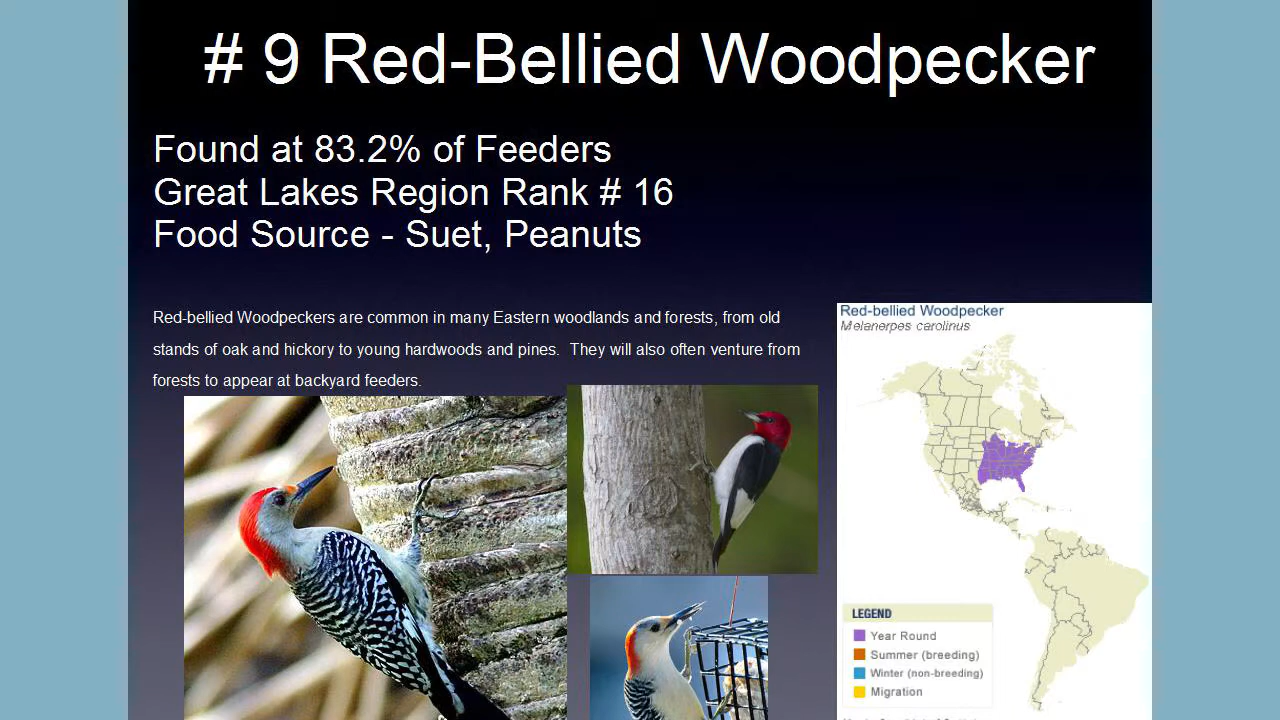 # 9 Red-Bellied Woodpecker
Found at 83.2% of Feeders
Great Lakes Region Rank # 16
Food Source - Suet, Peanuts
Red-bellied Woodpeckers are common in many Eastern woodlands and forests, from old
stands of oak and hickory to young hardwoods and pines.  They will also often venture from
forests to appear at backyard feeders.
Red-bellied Woodpecker
Melanerpes carolinus
LEGEND
Year Round
Summer (breeding)
Winter (non-breeding)
Migration